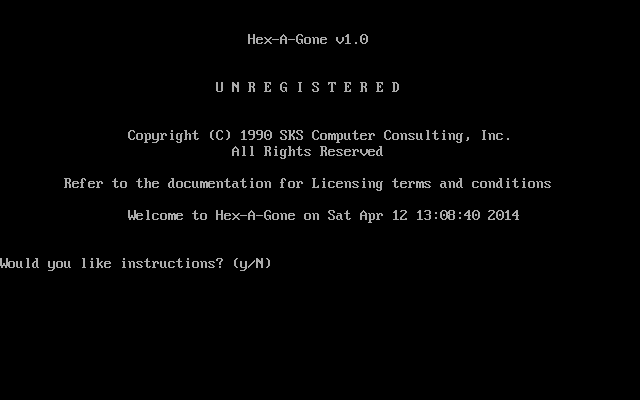 Hex-A-Gone v1.0
U N R E G I S T E R E D
Copyright (C) 1990 SKS Computer Consulting, Inc.
All Rights Reserved
Refer to the documentation for Licensing terms and conditions
Welcome to Hex-A-Gone on Sat Apr 12 13:08:40 2014
Would you like instructions? (y/N)